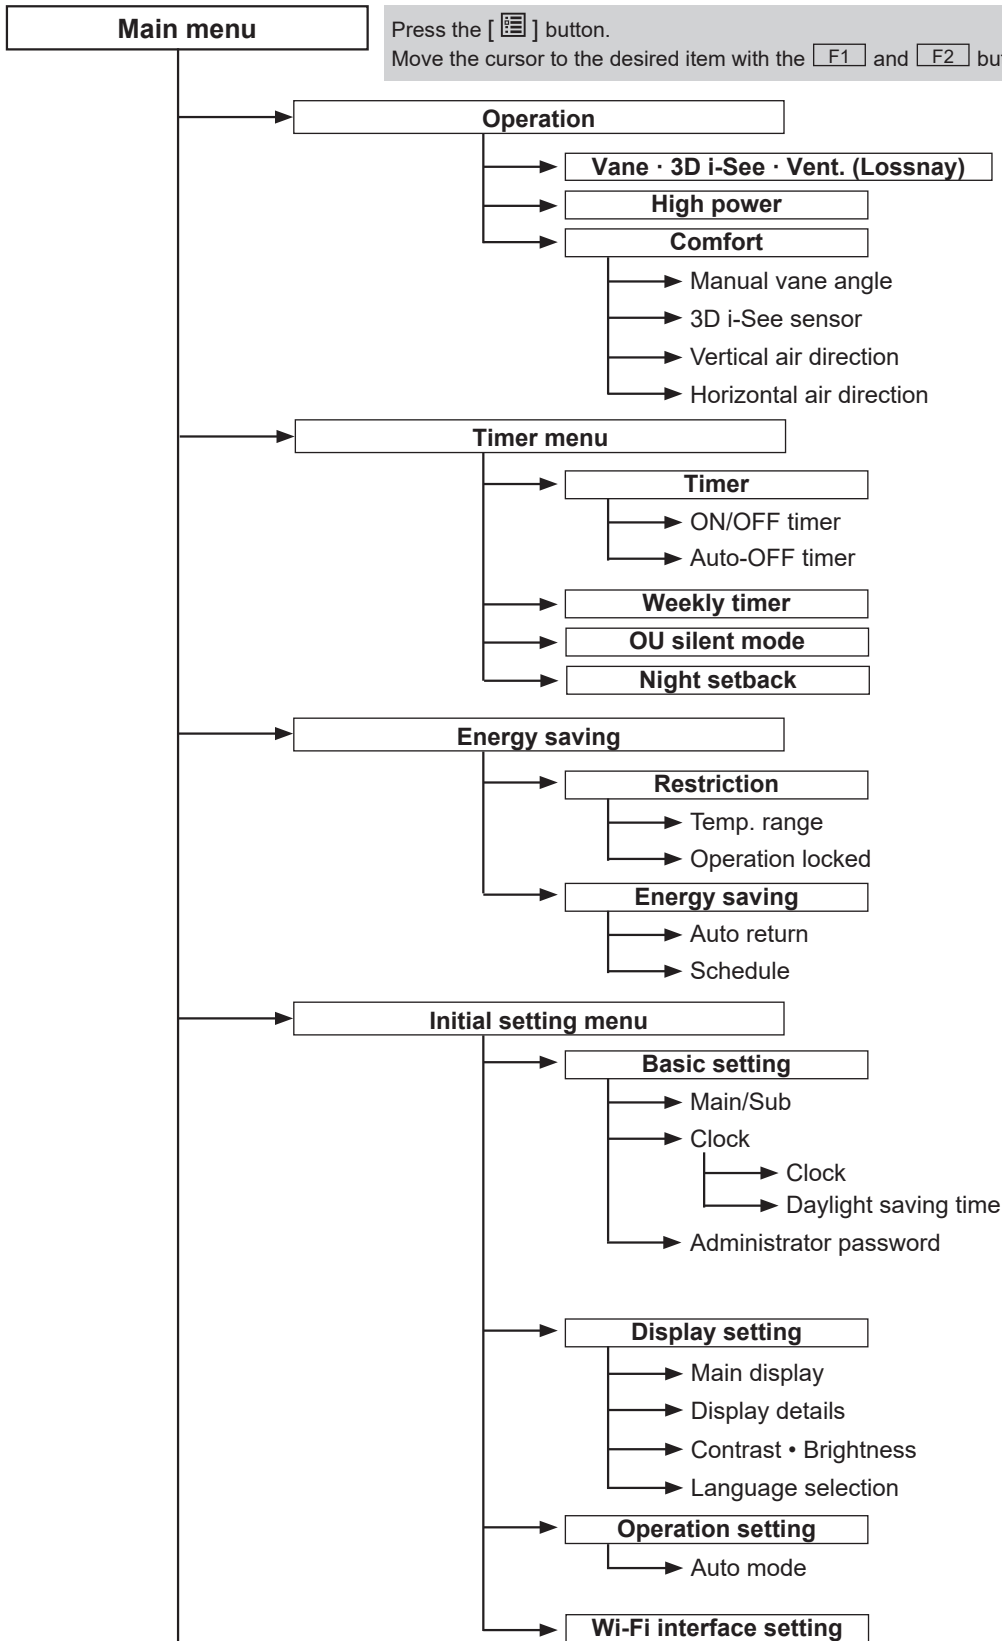 Main menu
Press the [ ] button.
Move the cursor to the desired item with the F1 and F2
Operation
Vane · 3D i-See · Vent. (Lossnay)
High power
Comfort
Manual vane angle
3D i-See sensor
Vertical air direction
Horizontal air direction
Timer menu
Timer
ON/OFF timer
Auto-OFF timer
Weekly timer
OU silent mode
Night setback
Energy saving
Restriction
Temp. range
Operation locked
Energy saving
Auto return
Schedule
Initial setting menu
Basic setting
Main/Sub
Clock
Clock
Daylight saving time
Administrator password
Display setting
Main display
Display details
Contrast • Brightness
Language selection
Operation setting
Auto mode
Wi-Fi interface setting